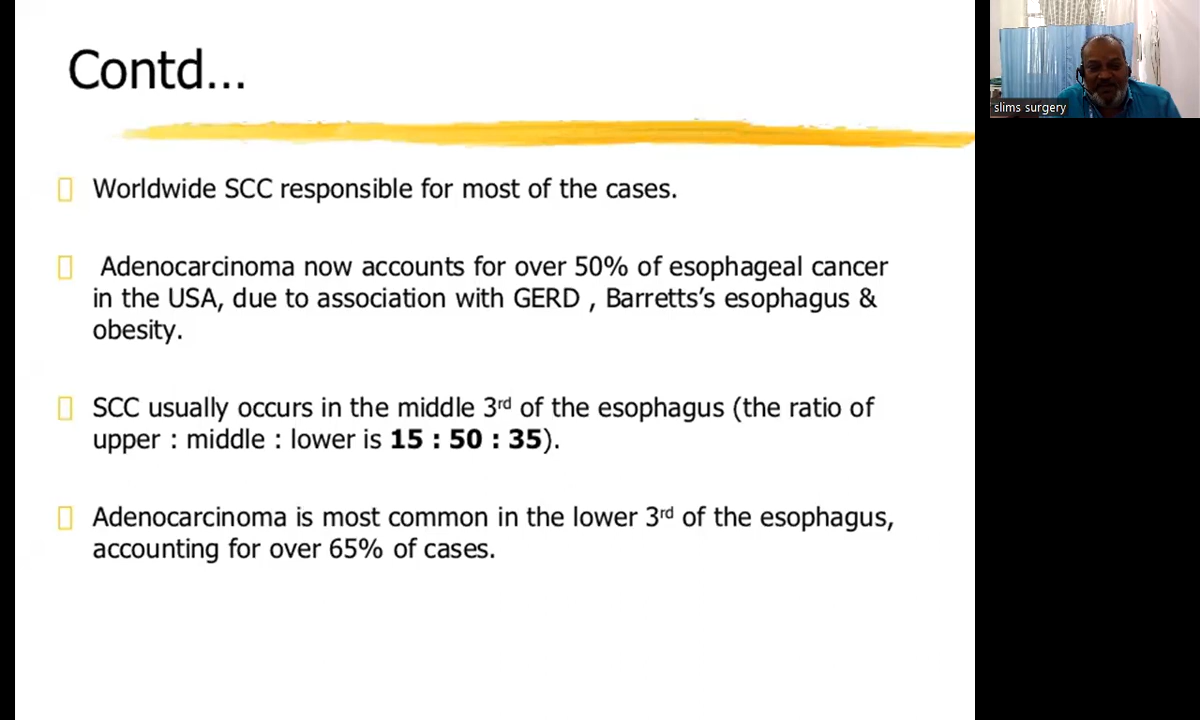 Contd...
Worldwide SCC responsible for most of the cases.
Adenocarcinoma now accounts for over 50% of esophageal cancer
in the USA, due to association with GERD , Barretts’s esophagus &
obesity.
SCC usually occurs in the middle 3rd of the esophagus (the ratio of
upper : middle : lower is 15 : 50 : 35).
Adenocarcinoma is most common in the lower 3rd of the esophagus,
accounting for over 65% of cases.
slims surgery